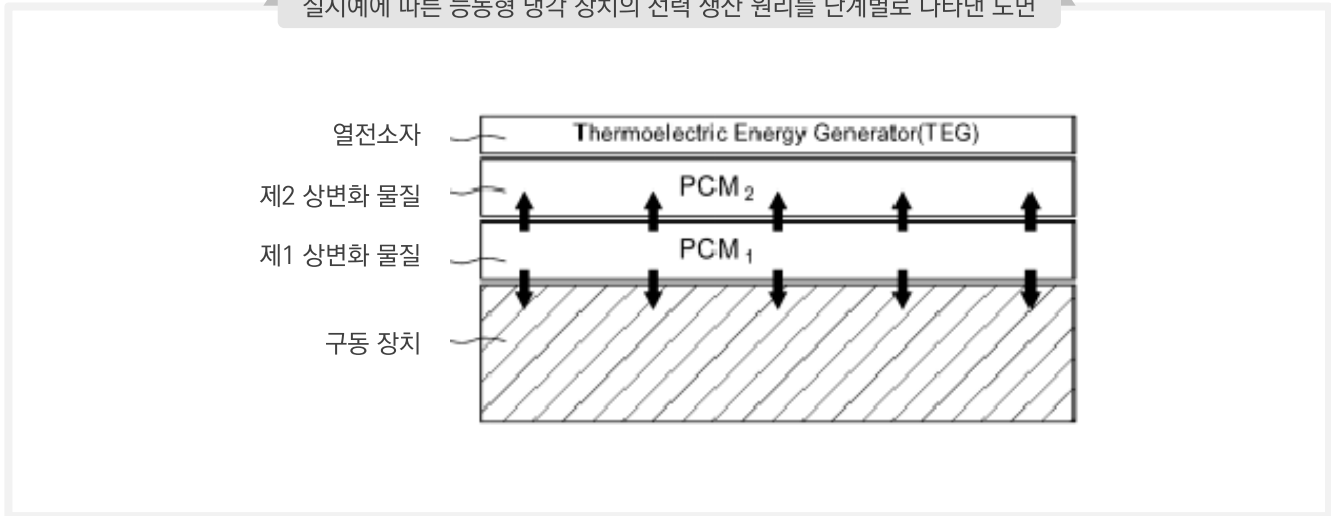 실시예에 따른 능동형 냉각 장치의 전력 생산 원리를 단계별로 나타낸 도면
열전소자
Thermoelectric Energy Generator(TEG)
제2 상변화 물질
PCM₂
제1 상변화 물질
PCM₁
구동 장치